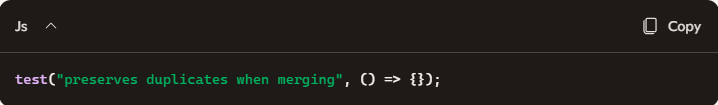 Js
Copy
test("preserves duplicates when merging", () => {});